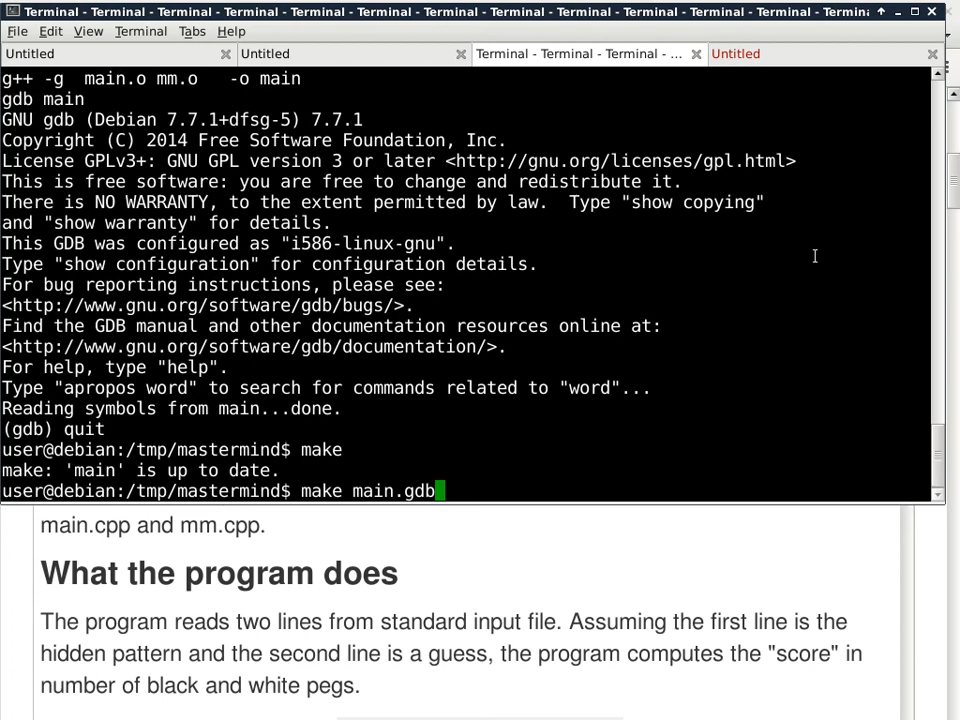 Terminal - Terminal - Terminal - Terminal - Terminal - Terminal - Terminal - Terminal - Terminal - Terminal - Terminal - Termina
File Edit View Terminal Tabs Help
Untitled Untitled Terminal - Terminal - Terminal - ... Untitled
g++ -g  main.o mm.o   -o main
gdb main
GNU gdb (Debian 7.7.1+dfsg-5) 7.7.1
Copyright (C) 2014 Free Software Foundation, Inc.
License GPLv3+: GNU GPL version 3 or later <http://gnu.org/licenses/gpl.html>
This is free software: you are free to change and redistribute it.
There is NO WARRANTY, to the extent permitted by law.  Type "show copying"
and "show warranty" for details.
This GDB was configured as "i586-linux-gnu".
Type "show configuration" for configuration details.
For bug reporting instructions, please see:
<http://www.gnu.org/software/gdb/bugs/>.
Find the GDB manual and other documentation resources online at:
<http://www.gnu.org/software/gdb/documentation/>.
For help, type "help".
Type "apropos word" to search for commands related to "word"...
Reading symbols from main...done.
(gdb) quit
user@debian:/tmp/mastermind$ make
make: 'main' is up to date.
user@debian:/tmp/mastermind$ make main.gdb
main.cpp and mm.cpp.
What the program does
The program reads two lines from standard input file. Assuming the first line is the
hidden pattern and the second line is a guess, the program computes the "score" in
number of black and white pegs.